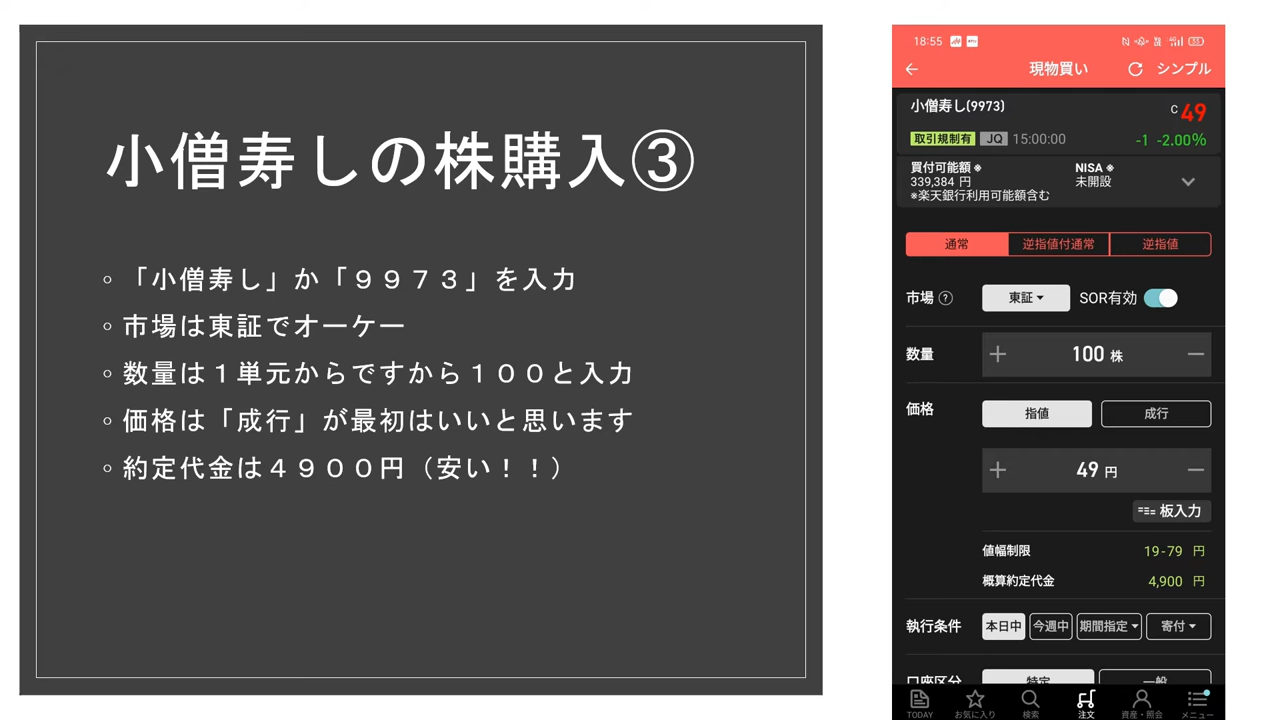 小僧寿しの株購入③
「小僧寿し」か「９９７３」を入力
市場は東証でオーケー
数量は１単元からですから１００と入力
価格は「成行」が最初はいいと思います
約定代金は４９００円（安い！！）
18:55
現物買い
シンプル
小僧寿し(9973)
C 49
取引規制有 JQ 15:00:00
-1 -2.00%
買付可能額※
339,384 円
※楽天銀行利用可能額含む
NISA※
未開設
通常 逆指値付通常 逆指値
市場 ? 東証 SOR有効
数量 + 100 株 −
価格 指値 成行
+ 49 円 −
板入力
値幅制限 19-79 円
概算約定代金 4,900 円
執行条件 本日中 今週中 期間指定 寄付
口座区分 特定 一般
TODAY お気に入り 検索 注文 資産・照会 メニュー